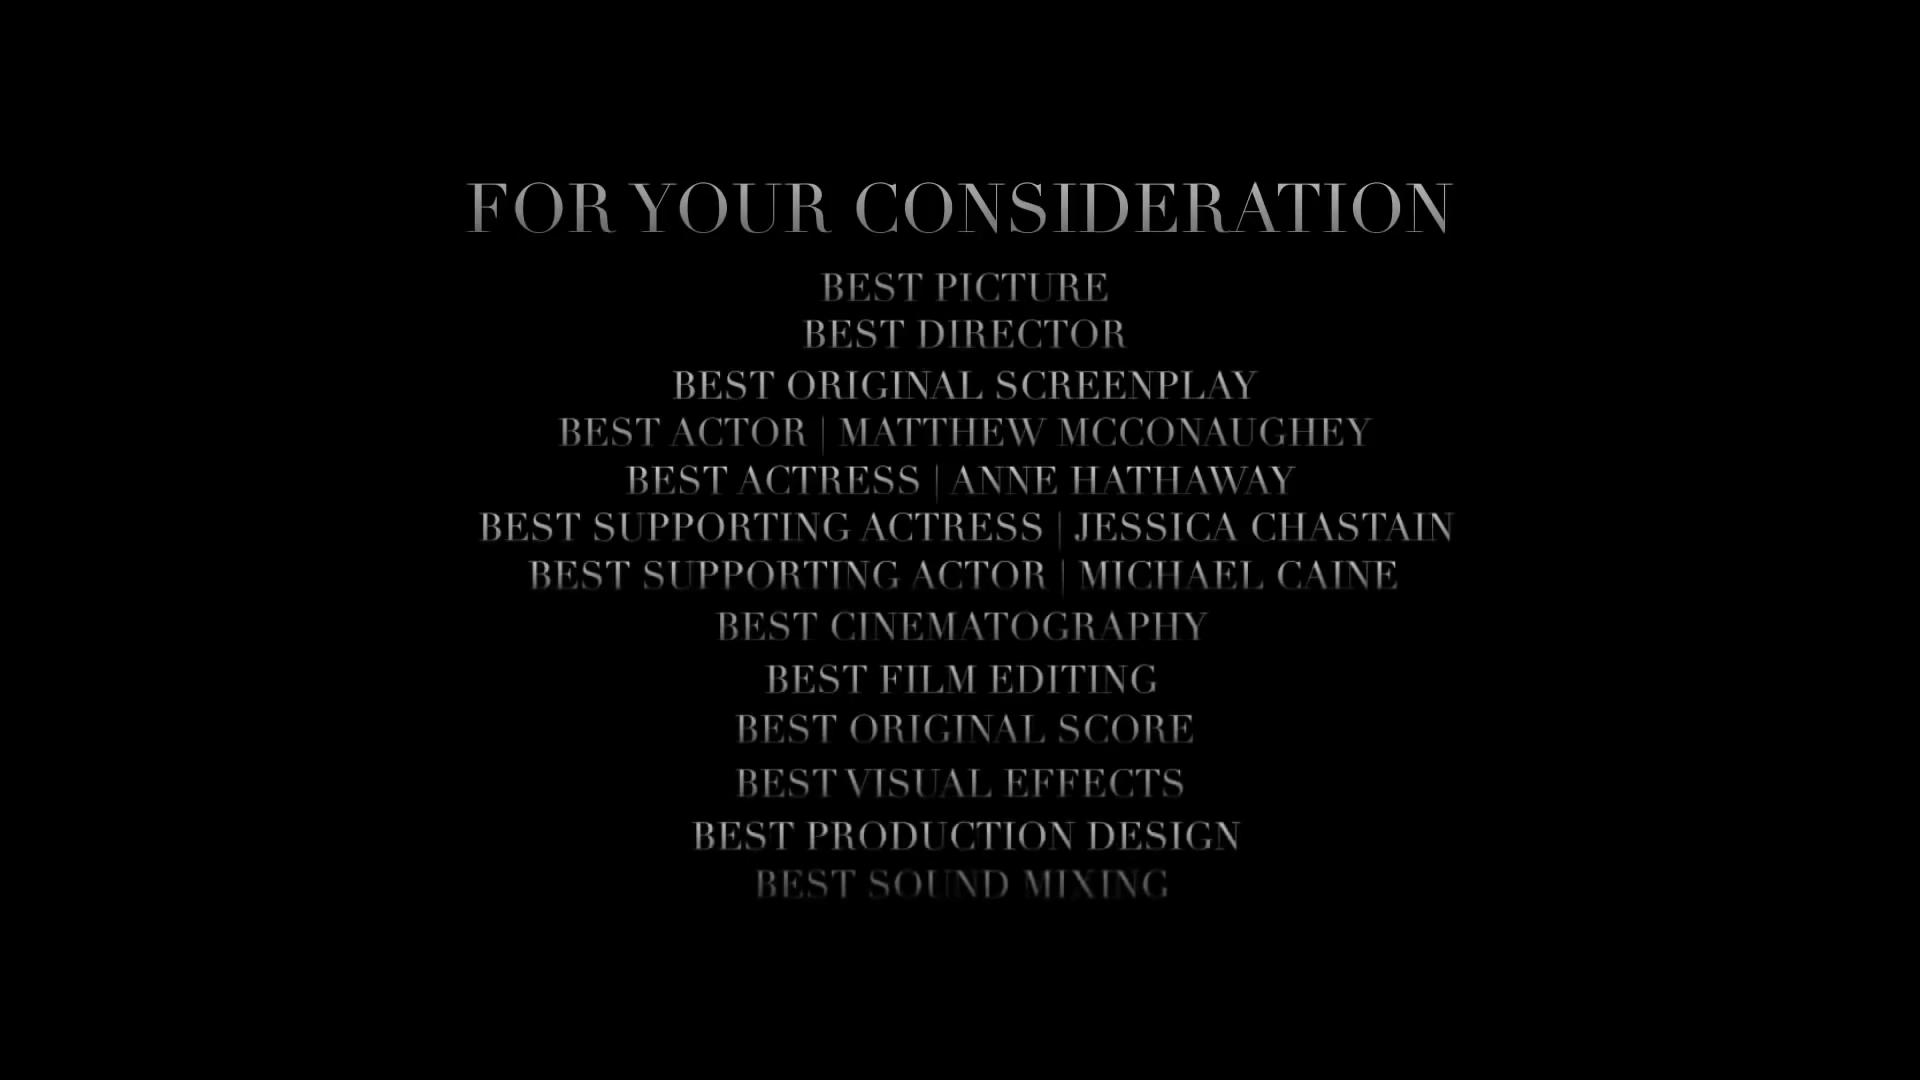 FOR YOUR CONSIDERATION
BEST PICTURE
BEST DIRECTOR
BEST ORIGINAL SCREENPLAY
BEST ACTOR | MATTHEW MCCONAUGHEY
BEST ACTRESS | ANNE HATHAWAY
BEST SUPPORTING ACTRESS | JESSICA CHASTAIN
BEST SUPPORTING ACTOR | MICHAEL CAINE
BEST CINEMATOGRAPHY
BEST FILM EDITING
BEST ORIGINAL SCORE
BEST VISUAL EFFECTS
BEST PRODUCTION DESIGN
BEST SOUND MIXING